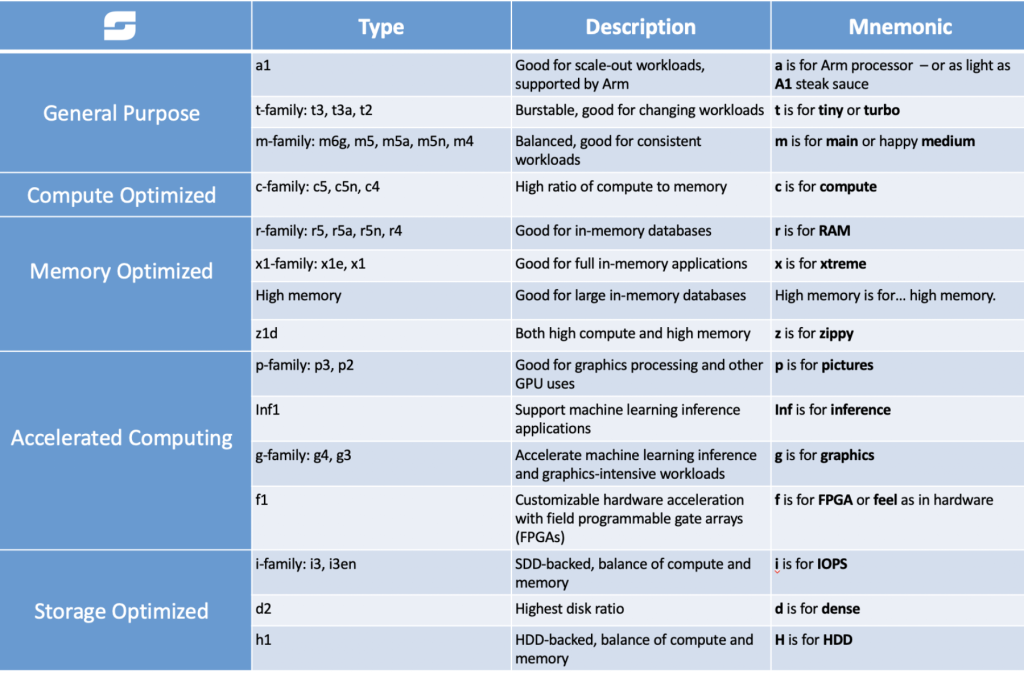 Type
Description
Mnemonic
General Purpose
a1
Good for scale-out workloads,
supported by Arm
a is for Arm processor – or as light as
A1 steak sauce
t-family: t3, t3a, t2
Burstable, good for changing workloads
t is for tiny or turbo
m-family: m6g, m5, m5a, m5n, m4
Balanced, good for consistent
workloads
m is for main or happy medium
Compute Optimized
c-family: c5, c5n, c4
High ratio of compute to memory
c is for compute
Memory Optimized
r-family: r5, r5a, r5n, r4
Good for in-memory databases
r is for RAM
x1-family: x1e, x1
Good for full in-memory applications
x is for xtreme
High memory
Good for large in-memory databases
High memory is for... high memory.
z1d
Both high compute and high memory
z is for zippy
Accelerated Computing
p-family: p3, p2
Good for graphics processing and other
GPU uses
p is for pictures
Inf1
Support machine learning inference
applications
Inf is for inference
g-family: g4, g3
Accelerate machine learning inference
and graphics-intensive workloads
g is for graphics
f1
Customizable hardware acceleration
with field programmable gate arrays
(FPGAs)
f is for FPGA or feel as in hardware
Storage Optimized
i-family: i3, i3en
SDD-backed, balance of compute and
memory
i is for IOPS
d2
Highest disk ratio
d is for dense
h1
HDD-backed, balance of compute and
memory
H is for HDD